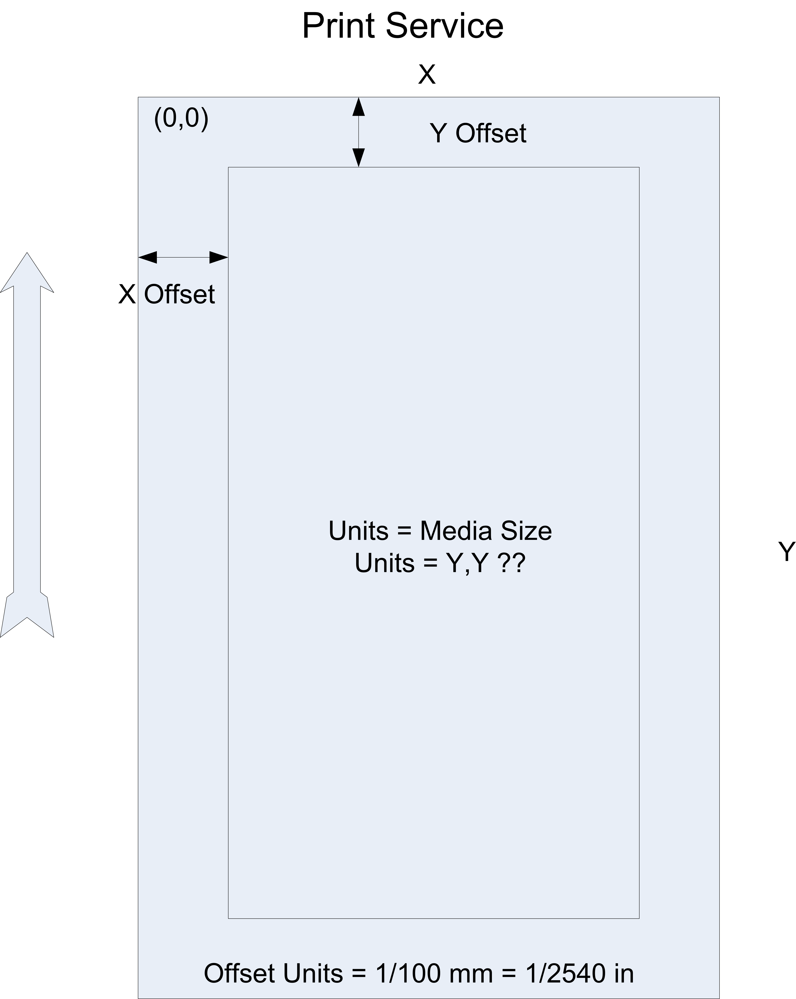 Print Service
X
(0,0)
Y Offset
X Offset
Units = Media Size
Units = Y,Y ??
Y
Offset Units = 1/100 mm = 1/2540 in